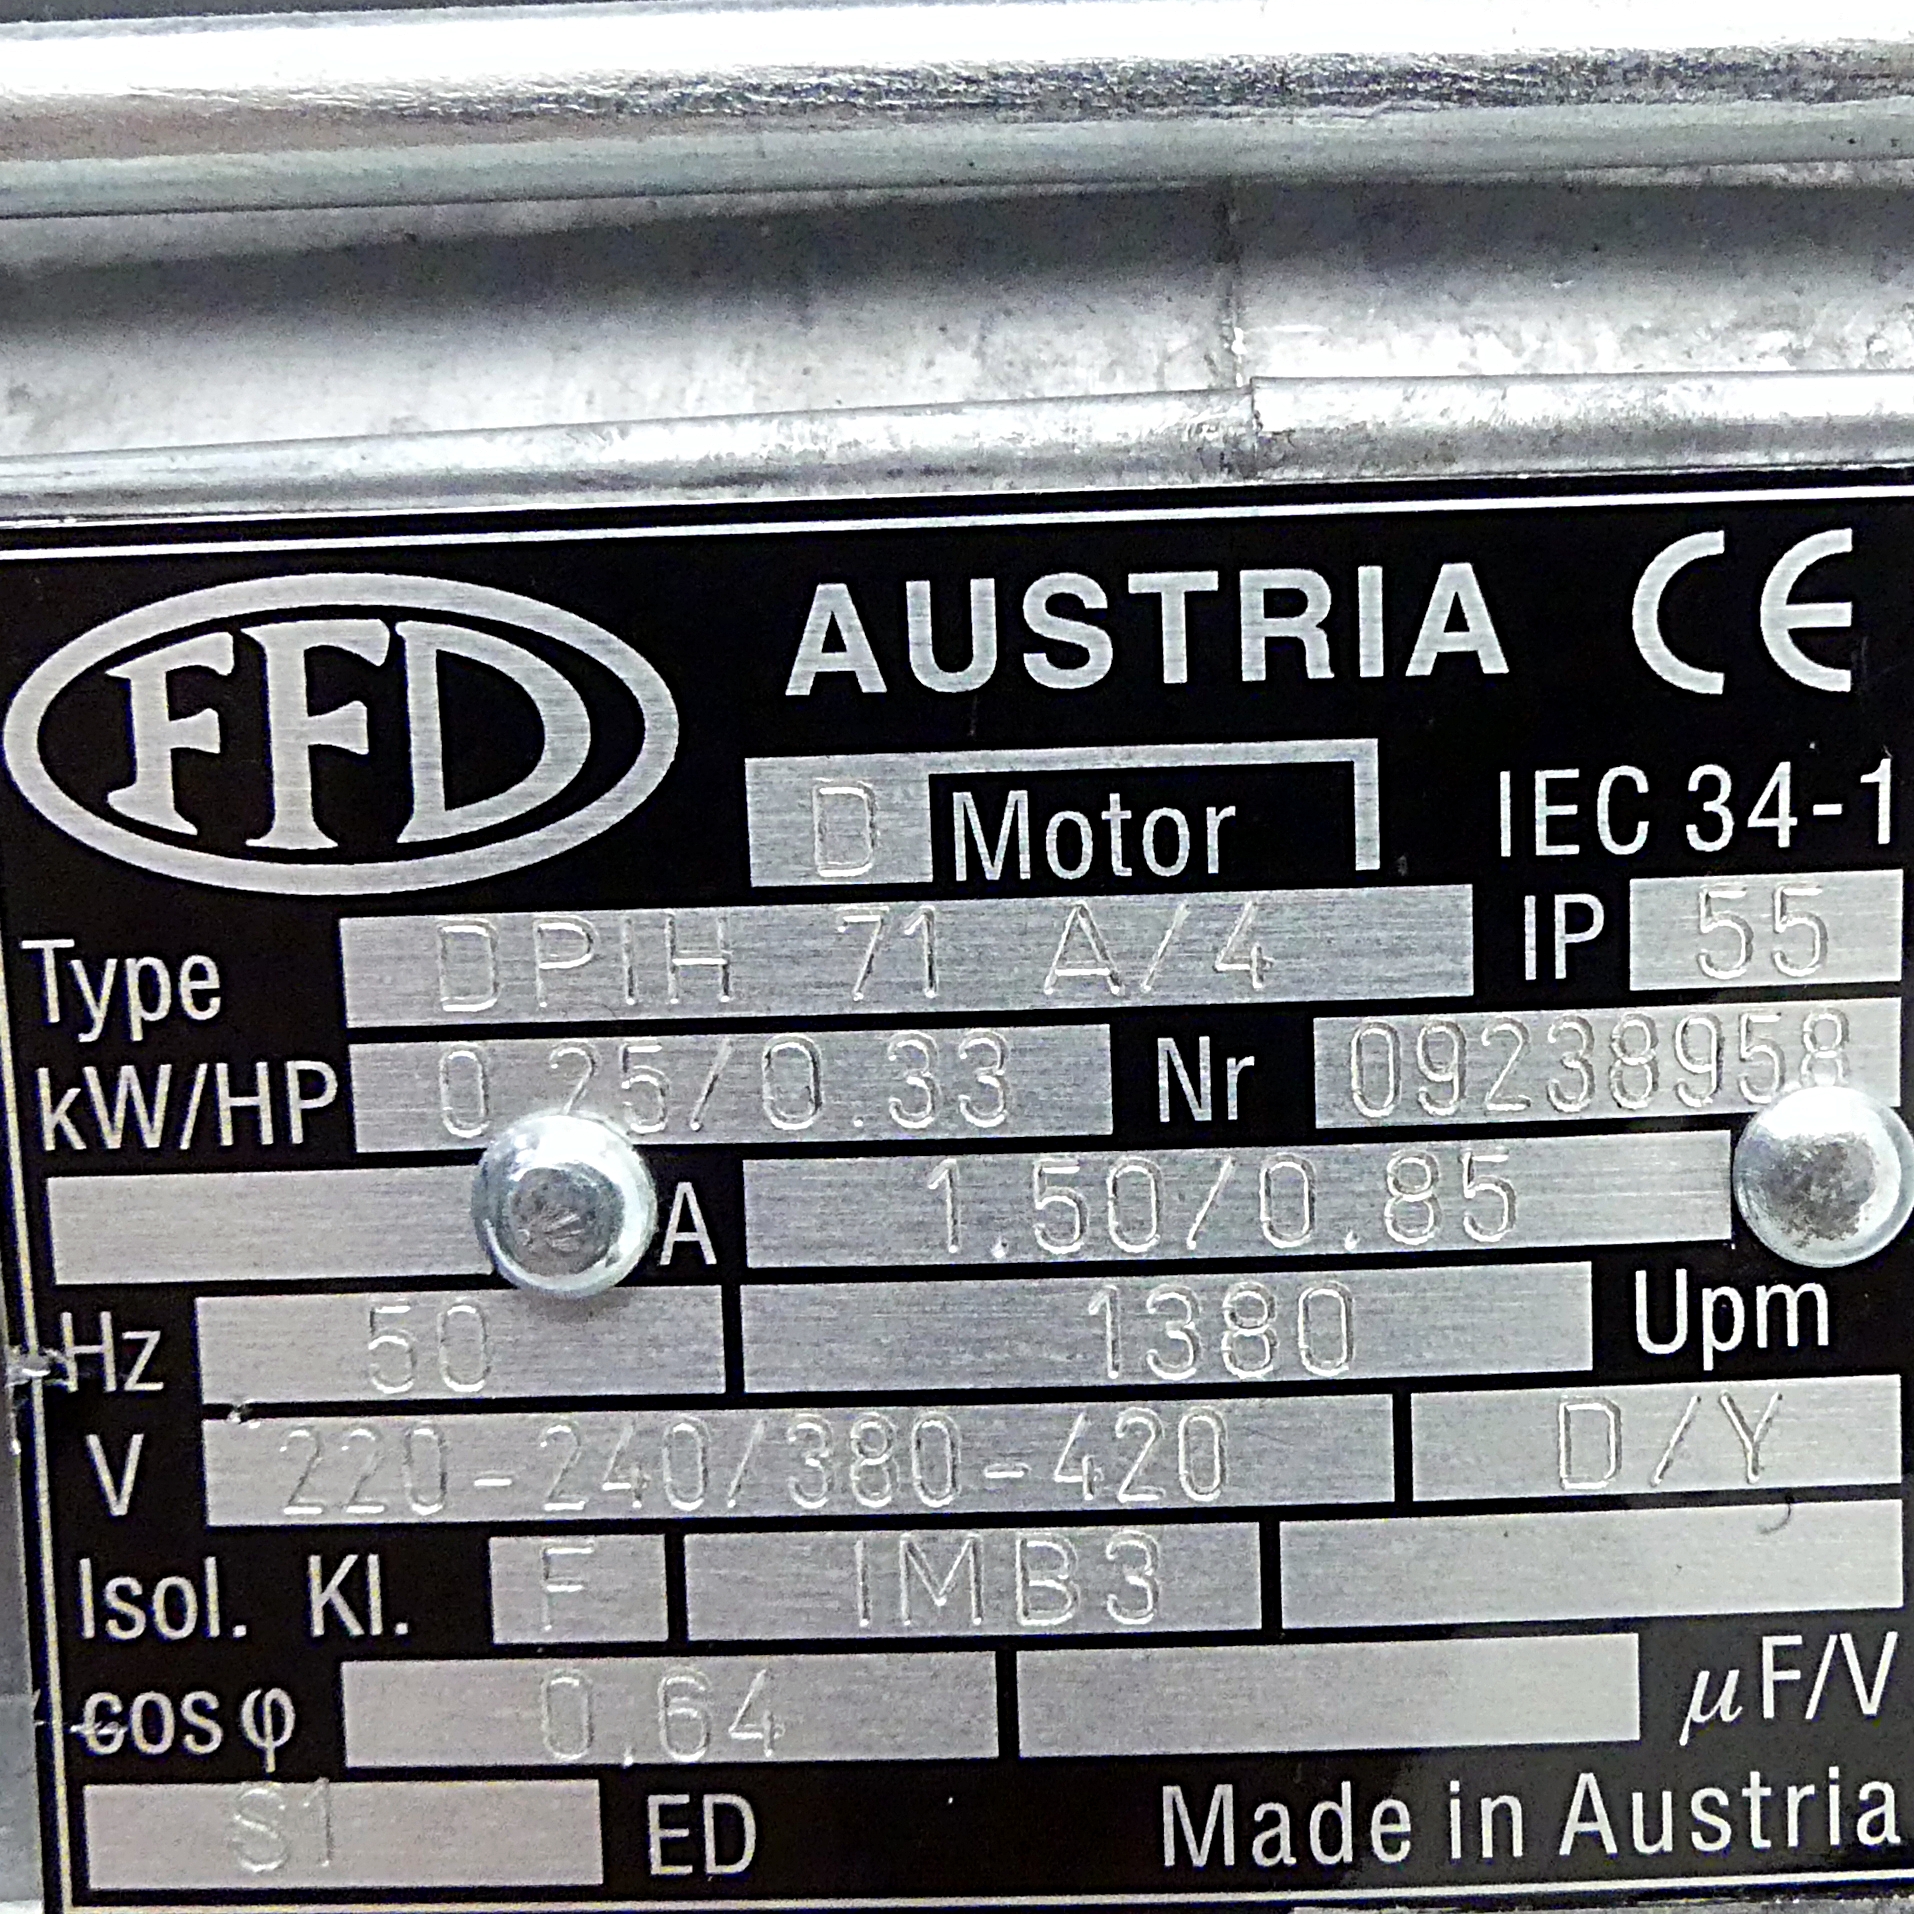 FFD AUSTRIA CE
D Motor IEC 34-1
Type DPIH 71 A/4 IP 55
kW/HP 0.25/0.33 Nr 09238958
A 1.50/0.85
Hz 50 1380 Upm
V 220-240/380-420 D/Y
Isol. Kl. F IMB3
cos φ 0.64 µF/V
S1 ED Made in Austria